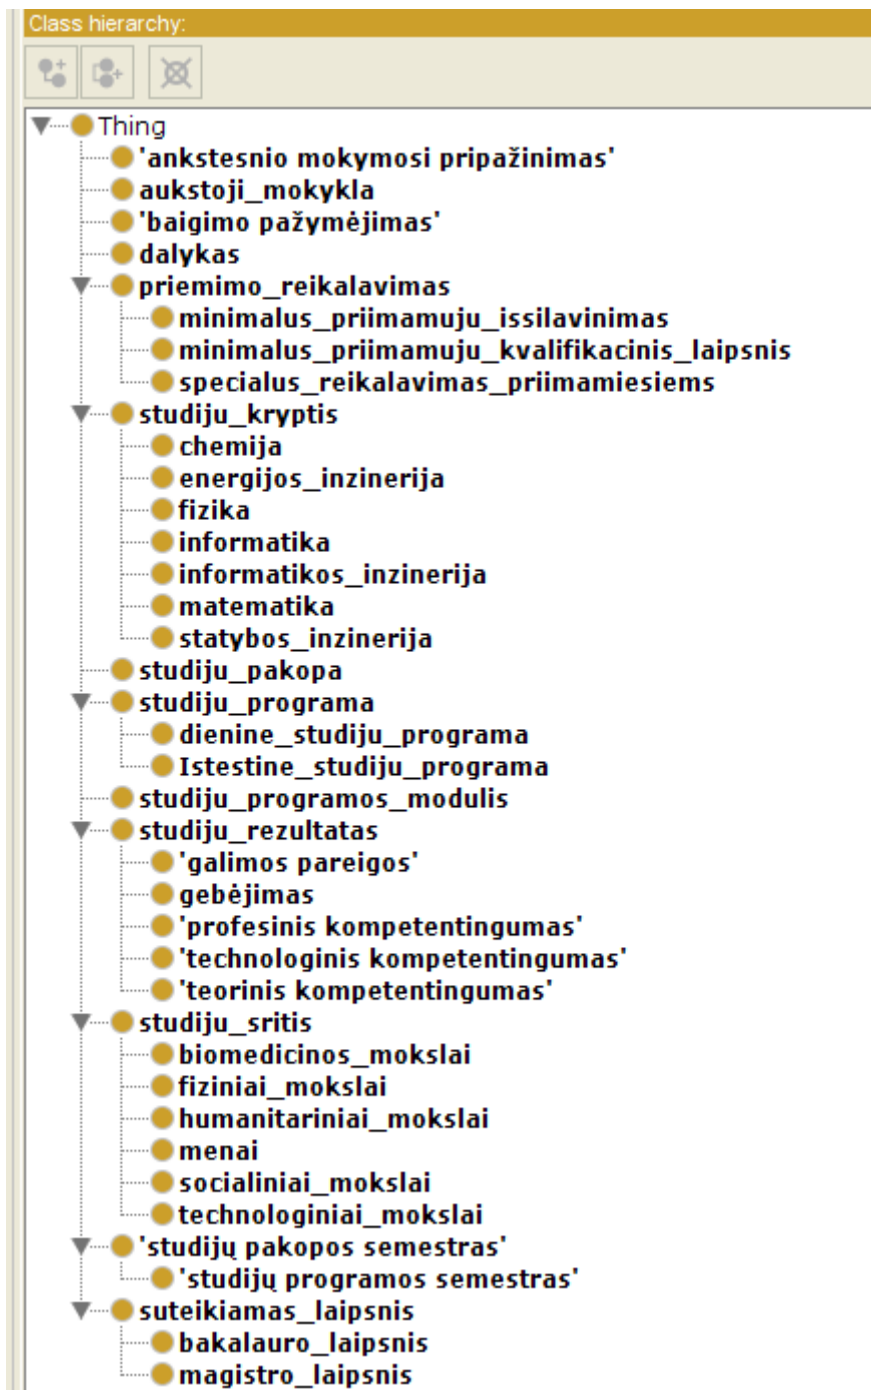 Class hierarchy:
Thing
'ankstesnio mokymosi pripažinimas'
aukstoji_mokykla
'baigimo pažymėjimas'
dalykas
priemimo_reikalavimas
minimalus_priimamuju_issilavinimas
minimalus_priimamuju_kvalifikacinis_laipsnis
specialus_reikalavimas_priimamiesiems
studiju_kryptis
chemija
energijos_inzinerija
fizika
informatika
informatikos_inzinerija
matematika
statybos_inzinerija
studiju_pakopa
studiju_programa
dienine_studiju_programa
Istestine_studiju_programa
studiju_programos_modulis
studiju_rezultatas
'galimos pareigos'
gebėjimas
'profesinis kompetentingumas'
'technologinis kompetentingumas'
'teorinis kompetentingumas'
studiju_sritis
biomedicinos_mokslai
fiziniai_mokslai
humanitariniai_mokslai
menai
socialiniai_mokslai
technologiniai_mokslai
'studijų pakopos semestras'
'studijų programos semestras'
suteikiamas_laipsnis
bakalauro_laipsnis
magistro_laipsnis